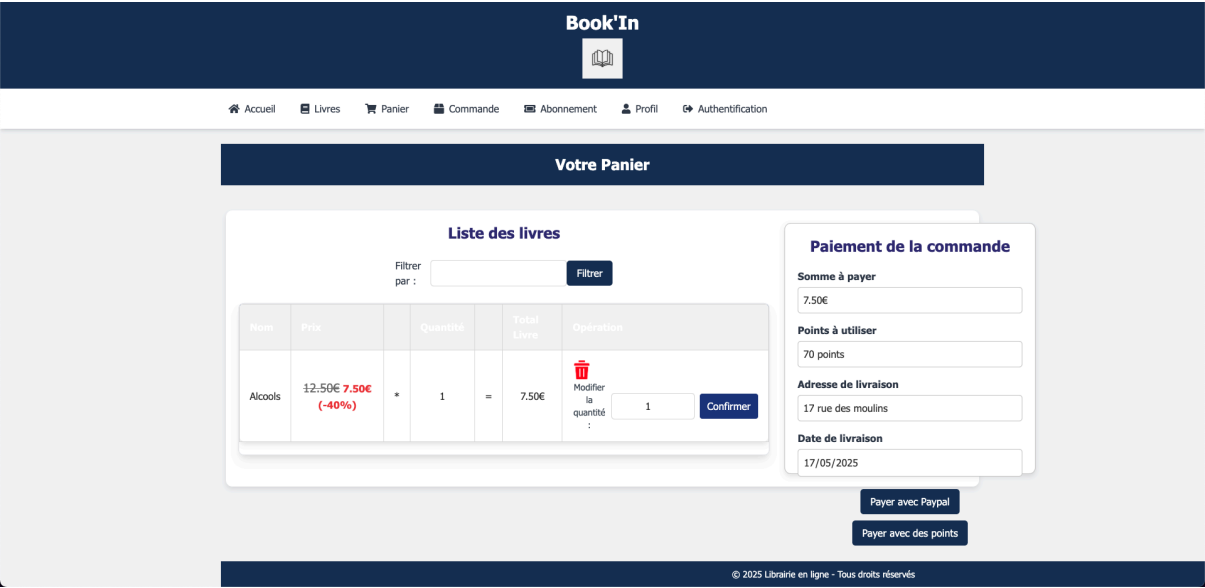 Book'In
Accueil Livres Panier Commande Abonnement Profil Authentification
Votre Panier
Liste des livres
Filtrer
par :
Filtrer
Nom Prix Quantité Total
Livre Opération
Alcools 12.50€ 7.50€
(-40%) * 1 = 7.50€
Modifier
la
quantité
:
1 Confirmer
Paiement de la commande
Somme à payer
7.50€
Points à utiliser
70 points
Adresse de livraison
17 rue des moulins
Date de livraison
17/05/2025
Payer avec Paypal
Payer avec des points
© 2025 Librairie en ligne - Tous droits réservés